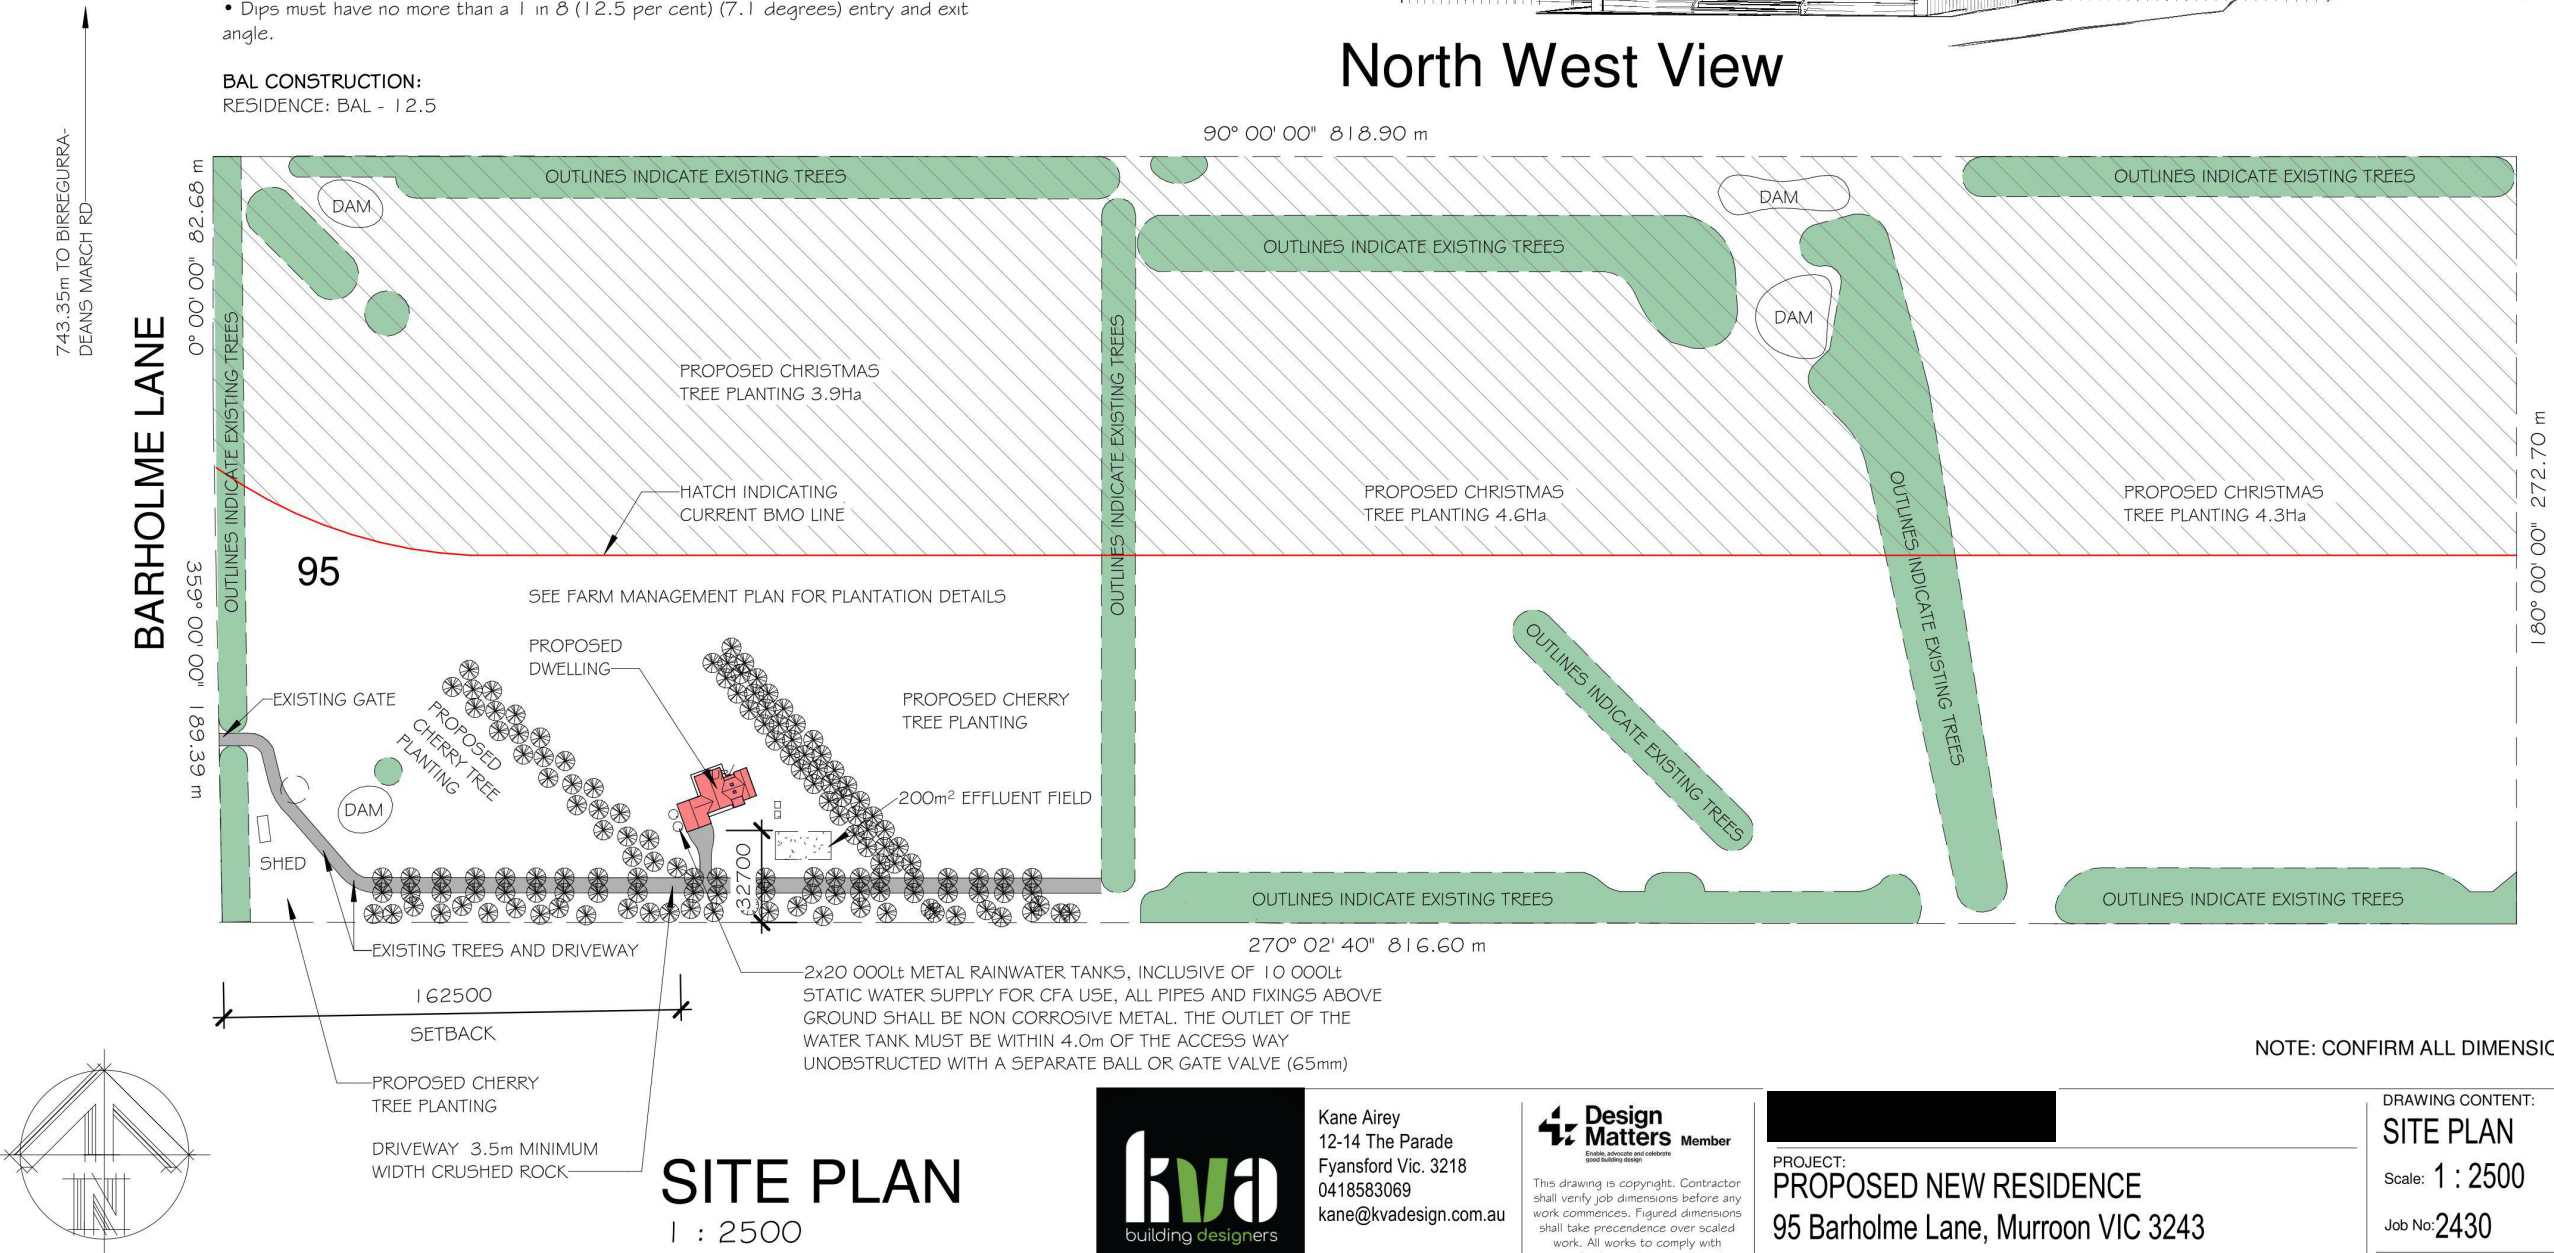 • Dips must have no more than a 1 in 8 (12.5 per cent) (7.1 degrees) entry and exit
angle.
BAL CONSTRUCTION:
RESIDENCE: BAL - 12.5
North West View
743.35m TO BIRREGURRA-
DEANS MARCH RD
90° 00' 00" 818.90 m
0° 00' 00" 82.68 m
BARHOLME LANE
359° 00' 00" 189.39 m
180° 00' 00" 272.70 m
OUTLINES INDICATE EXISTING TREES
OUTLINES INDICATE EXISTING TREES
DAM
OUTLINES INDICATE EXISTING TREES
OUTLINES INDICATE EXISTING TREES
DAM
DAM
OUTLINES INDICATE EXISTING TREES
OUTLINES INDICATE EXISTING TREES
PROPOSED CHRISTMAS
TREE PLANTING 3.9Ha
HATCH INDICATING
CURRENT BMO LINE
PROPOSED CHRISTMAS
TREE PLANTING 4.6Ha
OUTLINES INDICATE EXISTING TREES
OUTLINES INDICATE EXISTING TREES
PROPOSED CHRISTMAS
TREE PLANTING 4.3Ha
95
SEE FARM MANAGEMENT PLAN FOR PLANTATION DETAILS
PROPOSED
DWELLING
EXISTING GATE
PROPOSED
CHERRY TREE
PLANTING
PROPOSED CHERRY
TREE PLANTING
OUTLINES INDICATE EXISTING TREES
DAM
200m² EFFLUENT FIELD
SHED
32700
OUTLINES INDICATE EXISTING TREES
OUTLINES INDICATE EXISTING TREES
EXISTING TREES AND DRIVEWAY
270° 02' 40" 816.60 m
162500
SETBACK
2x20 000Lt METAL RAINWATER TANKS, INCLUSIVE OF 10 000Lt
STATIC WATER SUPPLY FOR CFA USE, ALL PIPES AND FIXINGS ABOVE
GROUND SHALL BE NON CORROSIVE METAL. THE OUTLET OF THE
WATER TANK MUST BE WITHIN 4.0m OF THE ACCESS WAY
UNOBSTRUCTED WITH A SEPARATE BALL OR GATE VALVE (65mm)
PROPOSED CHERRY
TREE PLANTING
DRIVEWAY 3.5m MINIMUM
WIDTH CRUSHED ROCK
N
SITE PLAN
1 : 2500
NOTE: CONFIRM ALL DIMENSIO
kva
building designers
Kane Airey
12-14 The Parade
Fyansford Vic. 3218
0418583069
kane@kvadesign.com.au
Design
Matters Member
Enable, advocate and celebrate
good building design
This drawing is copyright. Contractor
shall verify job dimensions before any
work commences. Figured dimensions
shall take precendence over scaled
work. All works to comply with
PROJECT:
PROPOSED NEW RESIDENCE
95 Barholme Lane, Murroon VIC 3243
DRAWING CONTENT:
SITE PLAN
Scale: 1 : 2500
Job No: 2430